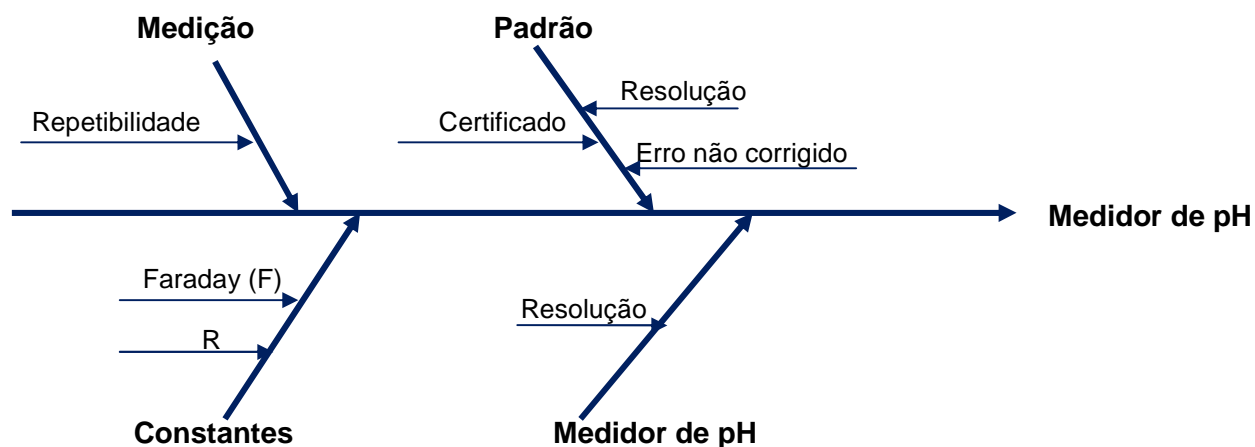 Medição
Padrão
Resolução
Repetibilidade
Certificado
Erro não corrigido
Medidor de pH
Faraday (F)
Resolução
R
Constantes
Medidor de pH